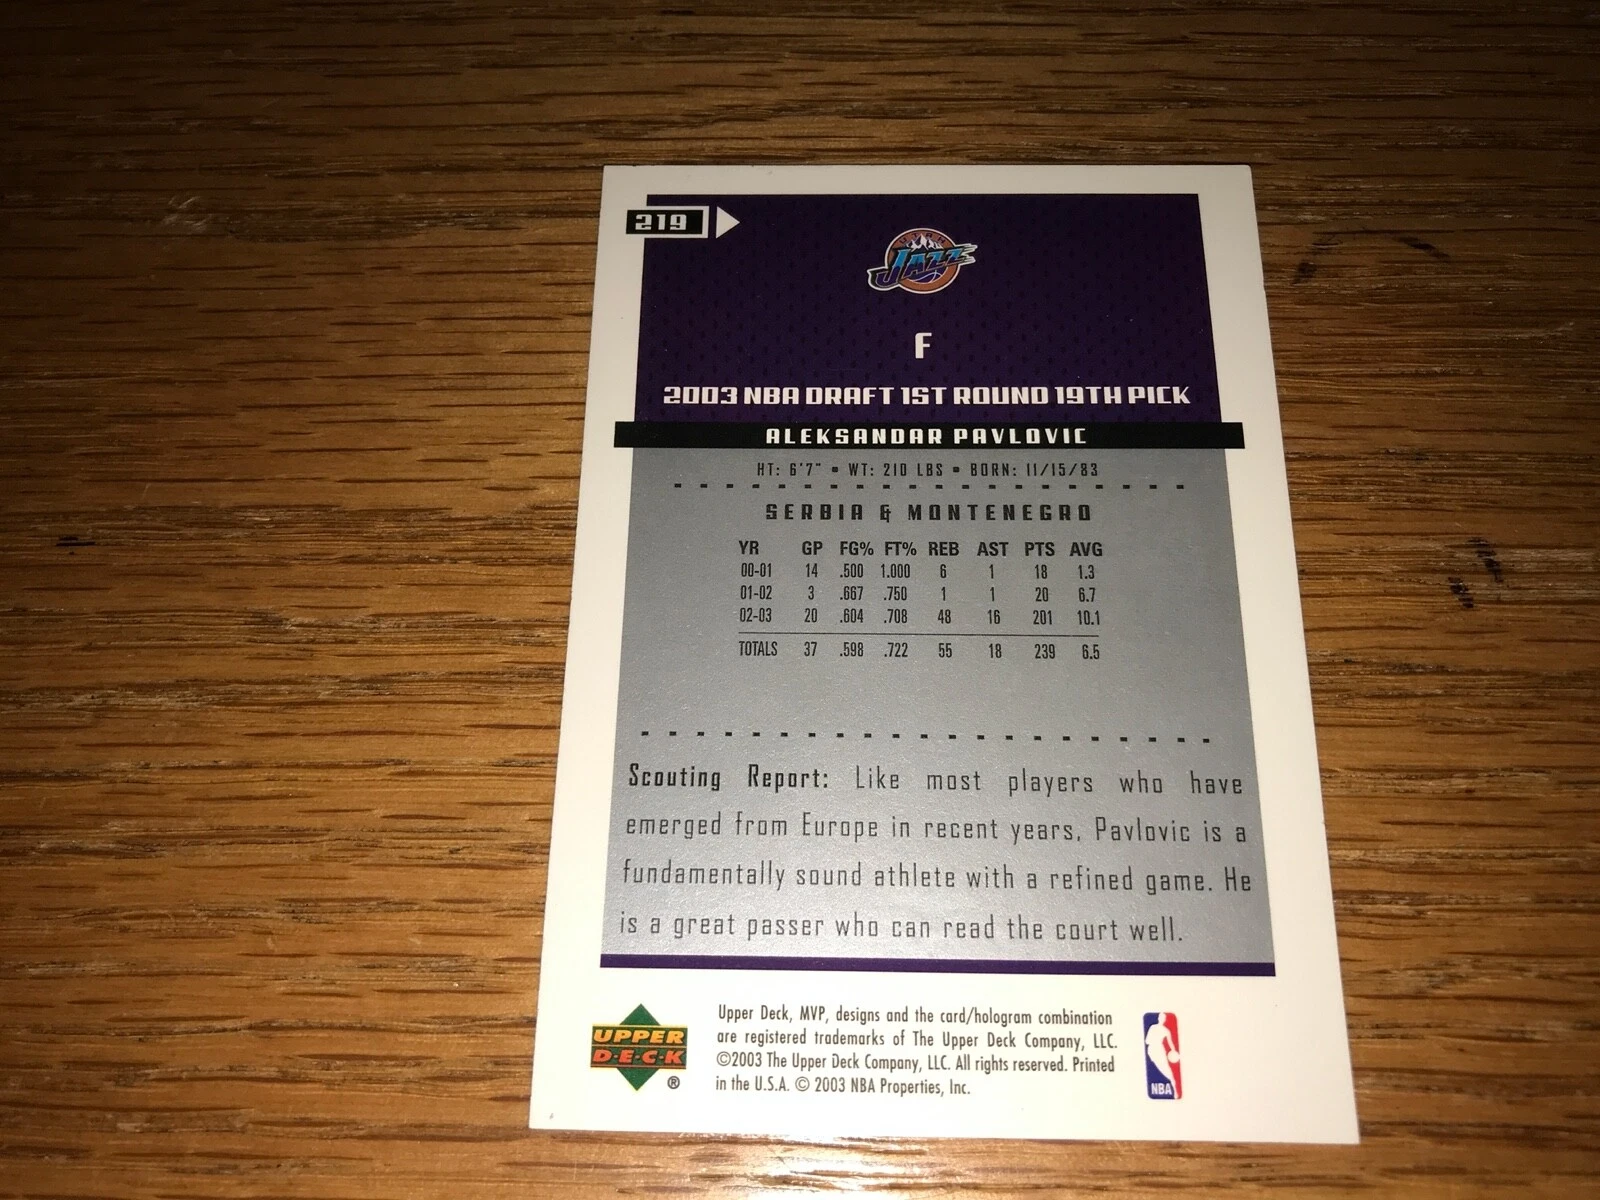 219
UTAH
JAZZ
F
2003 NBA DRAFT 1ST ROUND 19TH PICK
ALEKSANDAR PAVLOVIC
HT: 6'7" ▪ WT: 210 LBS ▪ BORN: 11/15/83
SERBIA & MONTENEGRO
YR GP FG% FT% REB AST PTS AVG
00-01 14 .500 1.000 6 1 18 1.3
01-02 3 .667 .750 1 1 20 6.7
02-03 20 .604 .708 48 16 201 10.1
TOTALS 37 .598 .722 55 18 239 6.5
Scouting Report: Like most players who have
emerged from Europe in recent years, Pavlovic is a
fundamentally sound athlete with a refined game. He
is a great passer who can read the court well.
UPPER
D·E·C·K
®
Upper Deck, MVP, designs and the card/hologram combination
are registered trademarks of The Upper Deck Company, LLC.
©2003 The Upper Deck Company, LLC. All rights reserved. Printed
in the U.S.A. © 2003 NBA Properties, Inc.
NBA